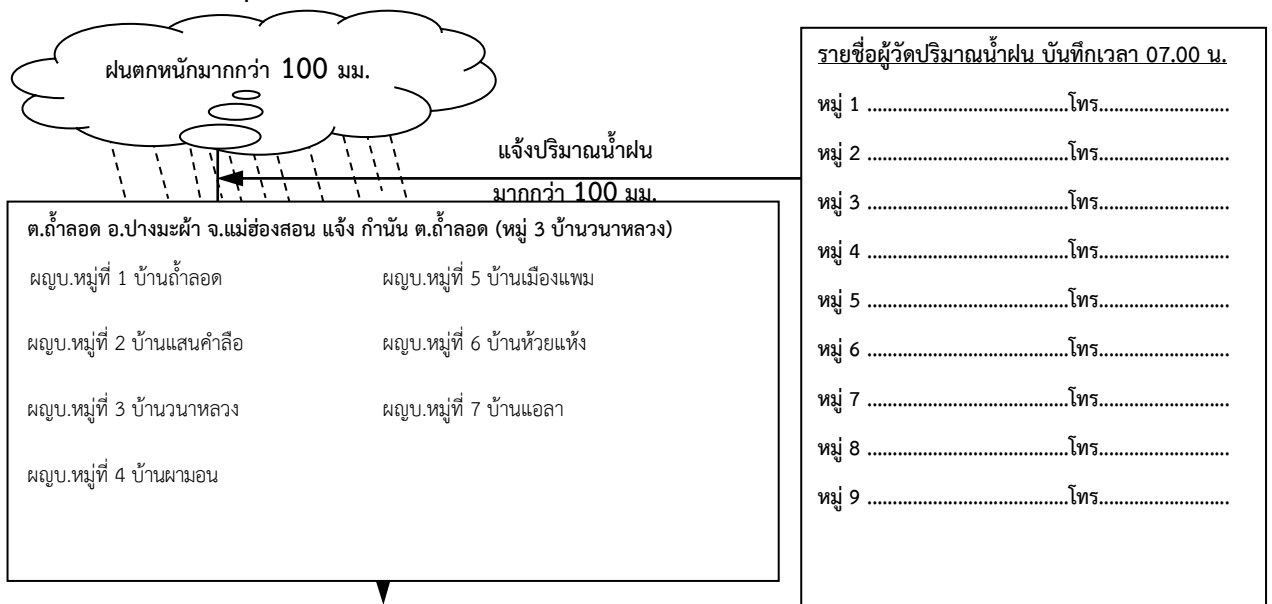 ฝนตกหนักมากกว่า 100 มม.
แจ้งปริมาณน้ำฝน
มากกว่า 100 มม.
ต.ถ้ำลอด อ.ปางมะผ้า จ.แม่ฮ่องสอน แจ้ง กำนัน ต.ถ้ำลอด (หมู่ 3 บ้านวนาหลวง)
ผญบ.หมู่ที่ 1 บ้านถ้ำลอด
ผญบ.หมู่ที่ 5 บ้านเมืองแพม
ผญบ.หมู่ที่ 2 บ้านแสนคำลือ
ผญบ.หมู่ที่ 6 บ้านห้วยแห้ง
ผญบ.หมู่ที่ 3 บ้านวนาหลวง
ผญบ.หมู่ที่ 7 บ้านแอลา
ผญบ.หมู่ที่ 4 บ้านผามอน
รายชื่อผู้วัดปริมาณน้ำฝน บันทึกเวลา 07.00 น.
หมู่ 1 ......................................โทร.........................
หมู่ 2 ......................................โทร.........................
หมู่ 3 ......................................โทร.........................
หมู่ 4 ......................................โทร.........................
หมู่ 5 ......................................โทร.........................
หมู่ 6 ......................................โทร.........................
หมู่ 7 ......................................โทร.........................
หมู่ 8 ......................................โทร.........................
หมู่ 9 ......................................โทร.........................